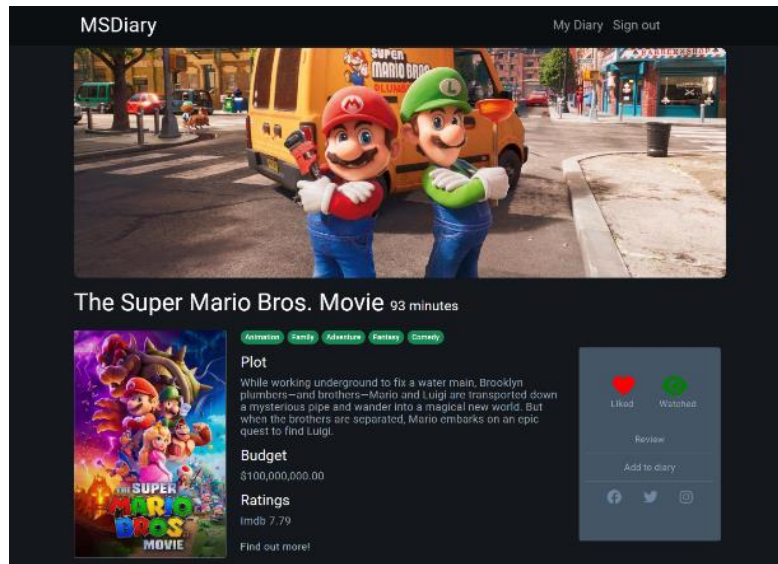 MSDiary
My Diary Sign out
SUPER
MARIO BROS
PLUMBING
The Super Mario Bros. Movie 93 minutes
Animation Family Adventure Fantasy Comedy
Plot
While working underground to fix a water main, Brooklyn
plumbers—and brothers—Mario and Luigi are transported down
a mysterious pipe and wander into a magical new world. But
when the brothers are separated, Mario embarks on an epic
quest to find Luigi.
Budget
$100,000,000.00
Ratings
Imdb 7.79
Find out more!
THE SUPER
MARIO
BROS
MOVIE
Liked Watched
Review
Add to diary